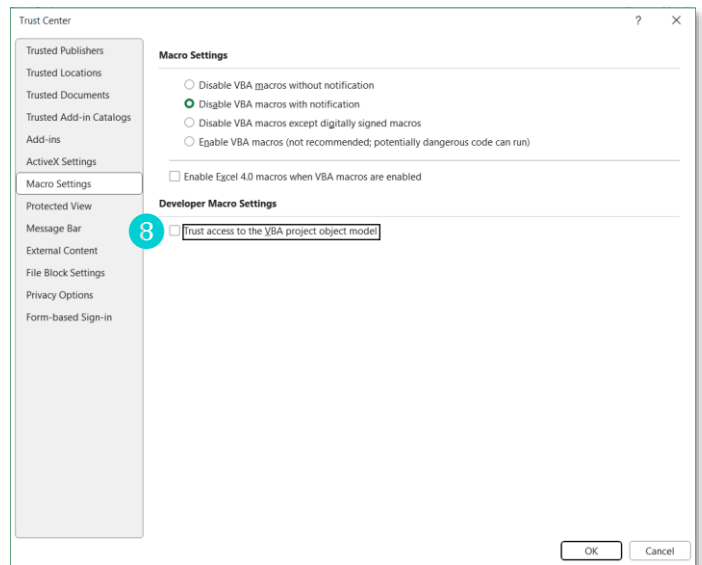 Trust Center
? ×
Trusted Publishers
Trusted Locations
Trusted Documents
Trusted Add-in Catalogs
Add-ins
ActiveX Settings
Macro Settings
Protected View
Message Bar
External Content
File Block Settings
Privacy Options
Form-based Sign-in
Macro Settings
Disable VBA macros without notification
Disable VBA macros with notification
Disable VBA macros except digitally signed macros
Enable VBA macros (not recommended; potentially dangerous code can run)
Enable Excel 4.0 macros when VBA macros are enabled
Developer Macro Settings
8 Trust access to the VBA project object model
OK Cancel